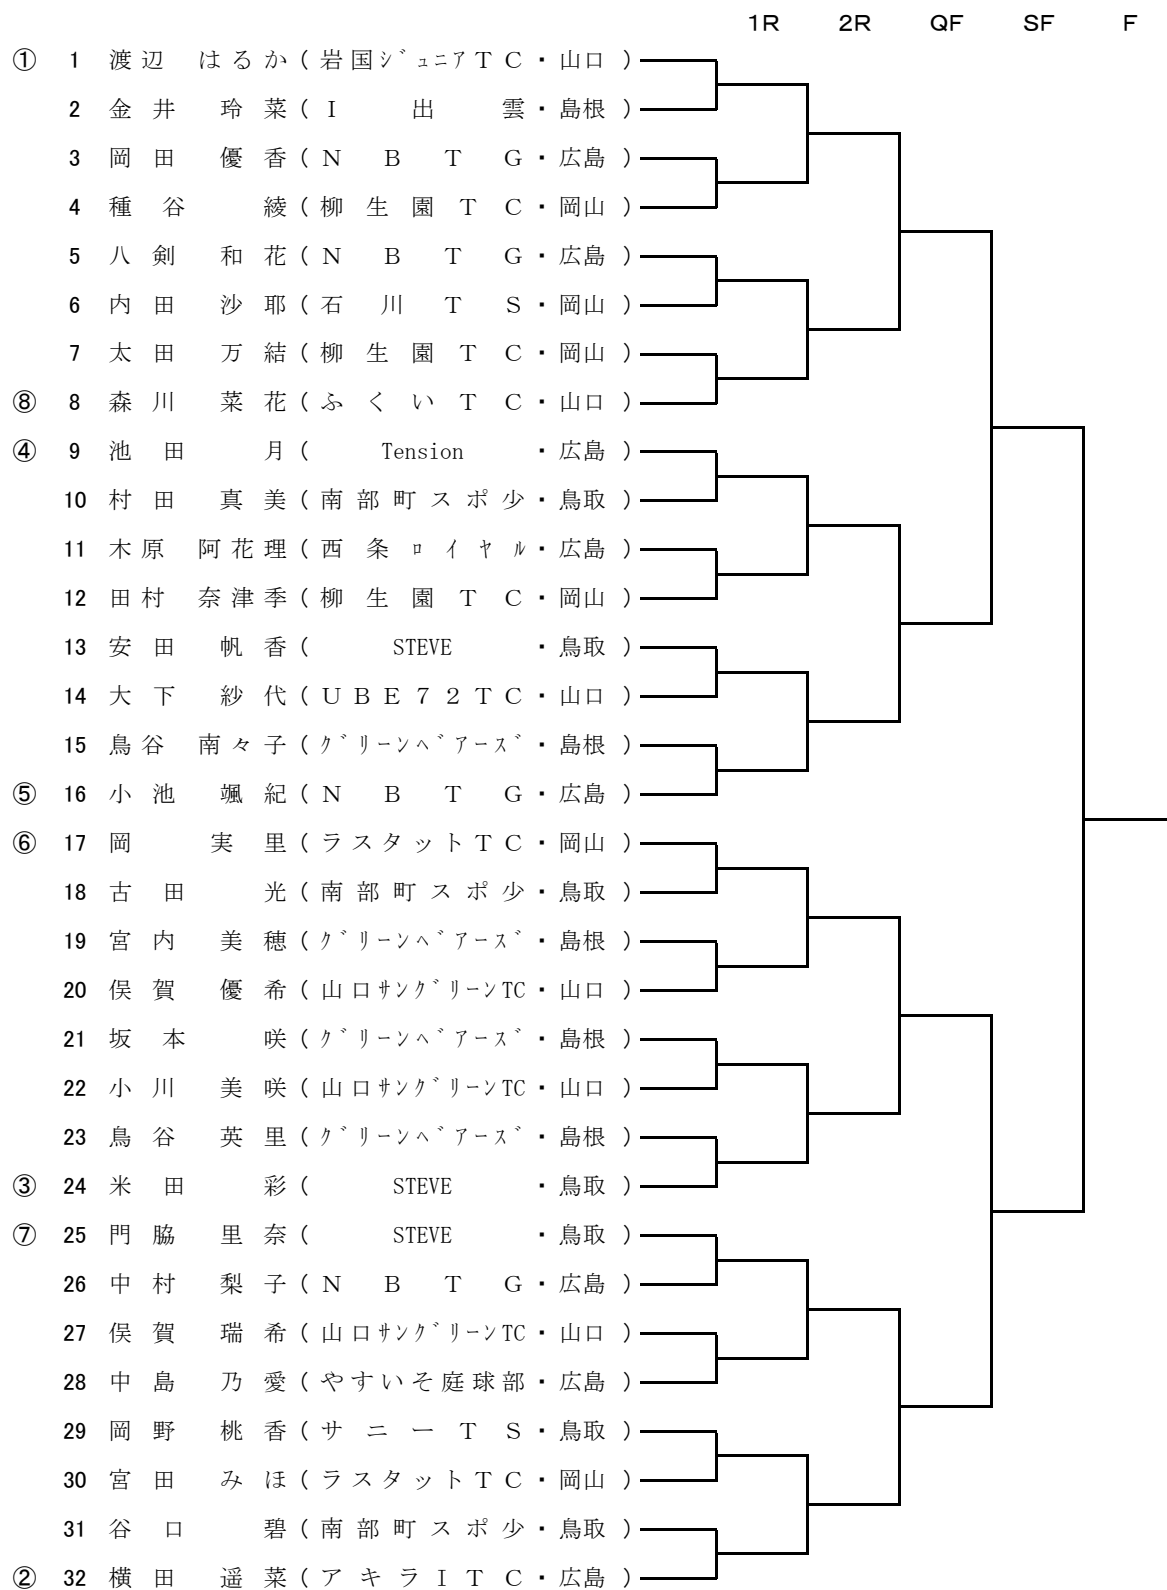 1R 2R QF SF F
① 1 渡辺 はるか ( 岩国ｼﾞｭﾆｱＴＣ ・ 山口 )
2 金井 玲菜 ( Ｉ出雲 ・ 島根 )
3 岡田 優香 ( ＮＢＴＧ ・ 広島 )
4 種谷 綾 ( 柳生園ＴＣ ・ 岡山 )
5 八剣 和花 ( ＮＢＴＧ ・ 広島 )
6 内田 沙耶 ( 石川ＴＳ ・ 岡山 )
7 太田 万結 ( 柳生園ＴＣ ・ 岡山 )
⑧ 8 森川 菜花 ( ふくいＴＣ ・ 山口 )
④ 9 池田 月 ( Tension ・ 広島 )
10 村田 真美 ( 南部町スポ少 ・ 鳥取 )
11 木原 阿花理 ( 西条ﾛｲﾔﾙ ・ 広島 )
12 田村 奈津季 ( 柳生園ＴＣ ・ 岡山 )
13 安田 帆香 ( STEVE ・ 鳥取 )
14 大下 紗代 ( ＵＢＥ７２ＴＣ ・ 山口 )
15 鳥谷 南々子 ( ｸﾞﾘｰﾝﾍﾞｱｰｽﾞ ・ 島根 )
⑤ 16 小池 颯紀 ( ＮＢＴＧ ・ 広島 )
⑥ 17 岡 実里 ( ラスタットＴＣ ・ 岡山 )
18 古田 光 ( 南部町スポ少 ・ 鳥取 )
19 宮内 美穂 ( ｸﾞﾘｰﾝﾍﾞｱｰｽﾞ ・ 島根 )
20 俣賀 優希 ( 山口ｻﾝｸﾞﾘｰﾝTC ・ 山口 )
21 坂本 咲 ( ｸﾞﾘｰﾝﾍﾞｱｰｽﾞ ・ 島根 )
22 小川 美咲 ( 山口ｻﾝｸﾞﾘｰﾝTC ・ 山口 )
23 鳥谷 英里 ( ｸﾞﾘｰﾝﾍﾞｱｰｽﾞ ・ 島根 )
③ 24 米田 彩 ( STEVE ・ 鳥取 )
⑦ 25 門脇 里奈 ( STEVE ・ 鳥取 )
26 中村 梨子 ( ＮＢＴＧ ・ 広島 )
27 俣賀 瑞希 ( 山口ｻﾝｸﾞﾘｰﾝTC ・ 山口 )
28 中島 乃愛 ( やすいそ庭球部 ・ 広島 )
29 岡野 桃香 ( サニーＴＳ ・ 鳥取 )
30 宮田 みほ ( ラスタットＴＣ ・ 岡山 )
31 谷口 碧 ( 南部町スポ少 ・ 鳥取 )
② 32 横田 遥菜 ( アキラＩＴＣ ・ 広島 )